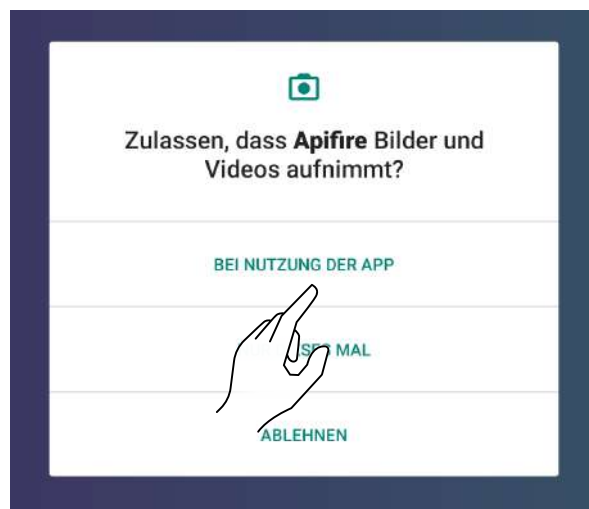 Zulassen, dass Apifire Bilder und
Videos aufnimmt?
BEI NUTZUNG DER APP
MAL
ABLEHNEN